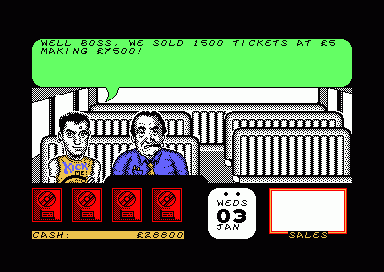 WELL BOSS, WE SOLD 1500 TICKETS AT £5
MAKING £7500!
WEDS
03
JAN
CASH: £28800
SALES